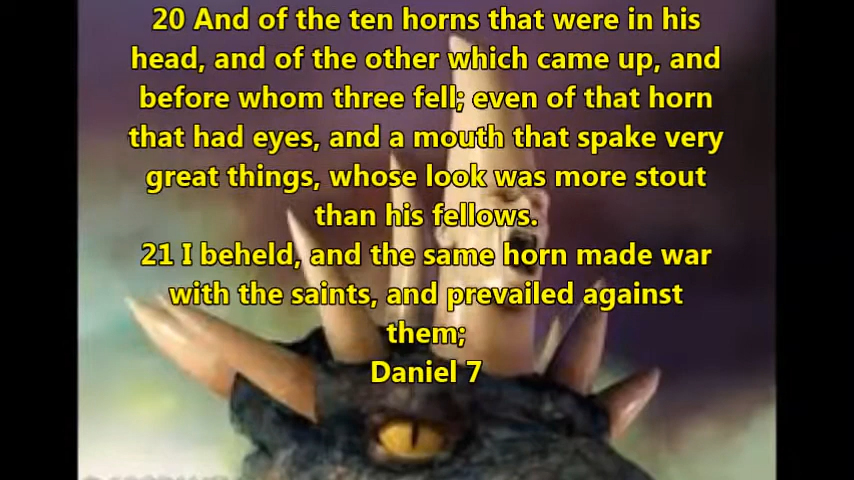 20 And of the ten horns that were in his
head, and of the other which came up, and
before whom three fell; even of that horn
that had eyes, and a mouth that spake very
great things, whose look was more stout
than his fellows.
21 I beheld, and the same horn made war
with the saints, and prevailed against
them;
Daniel 7